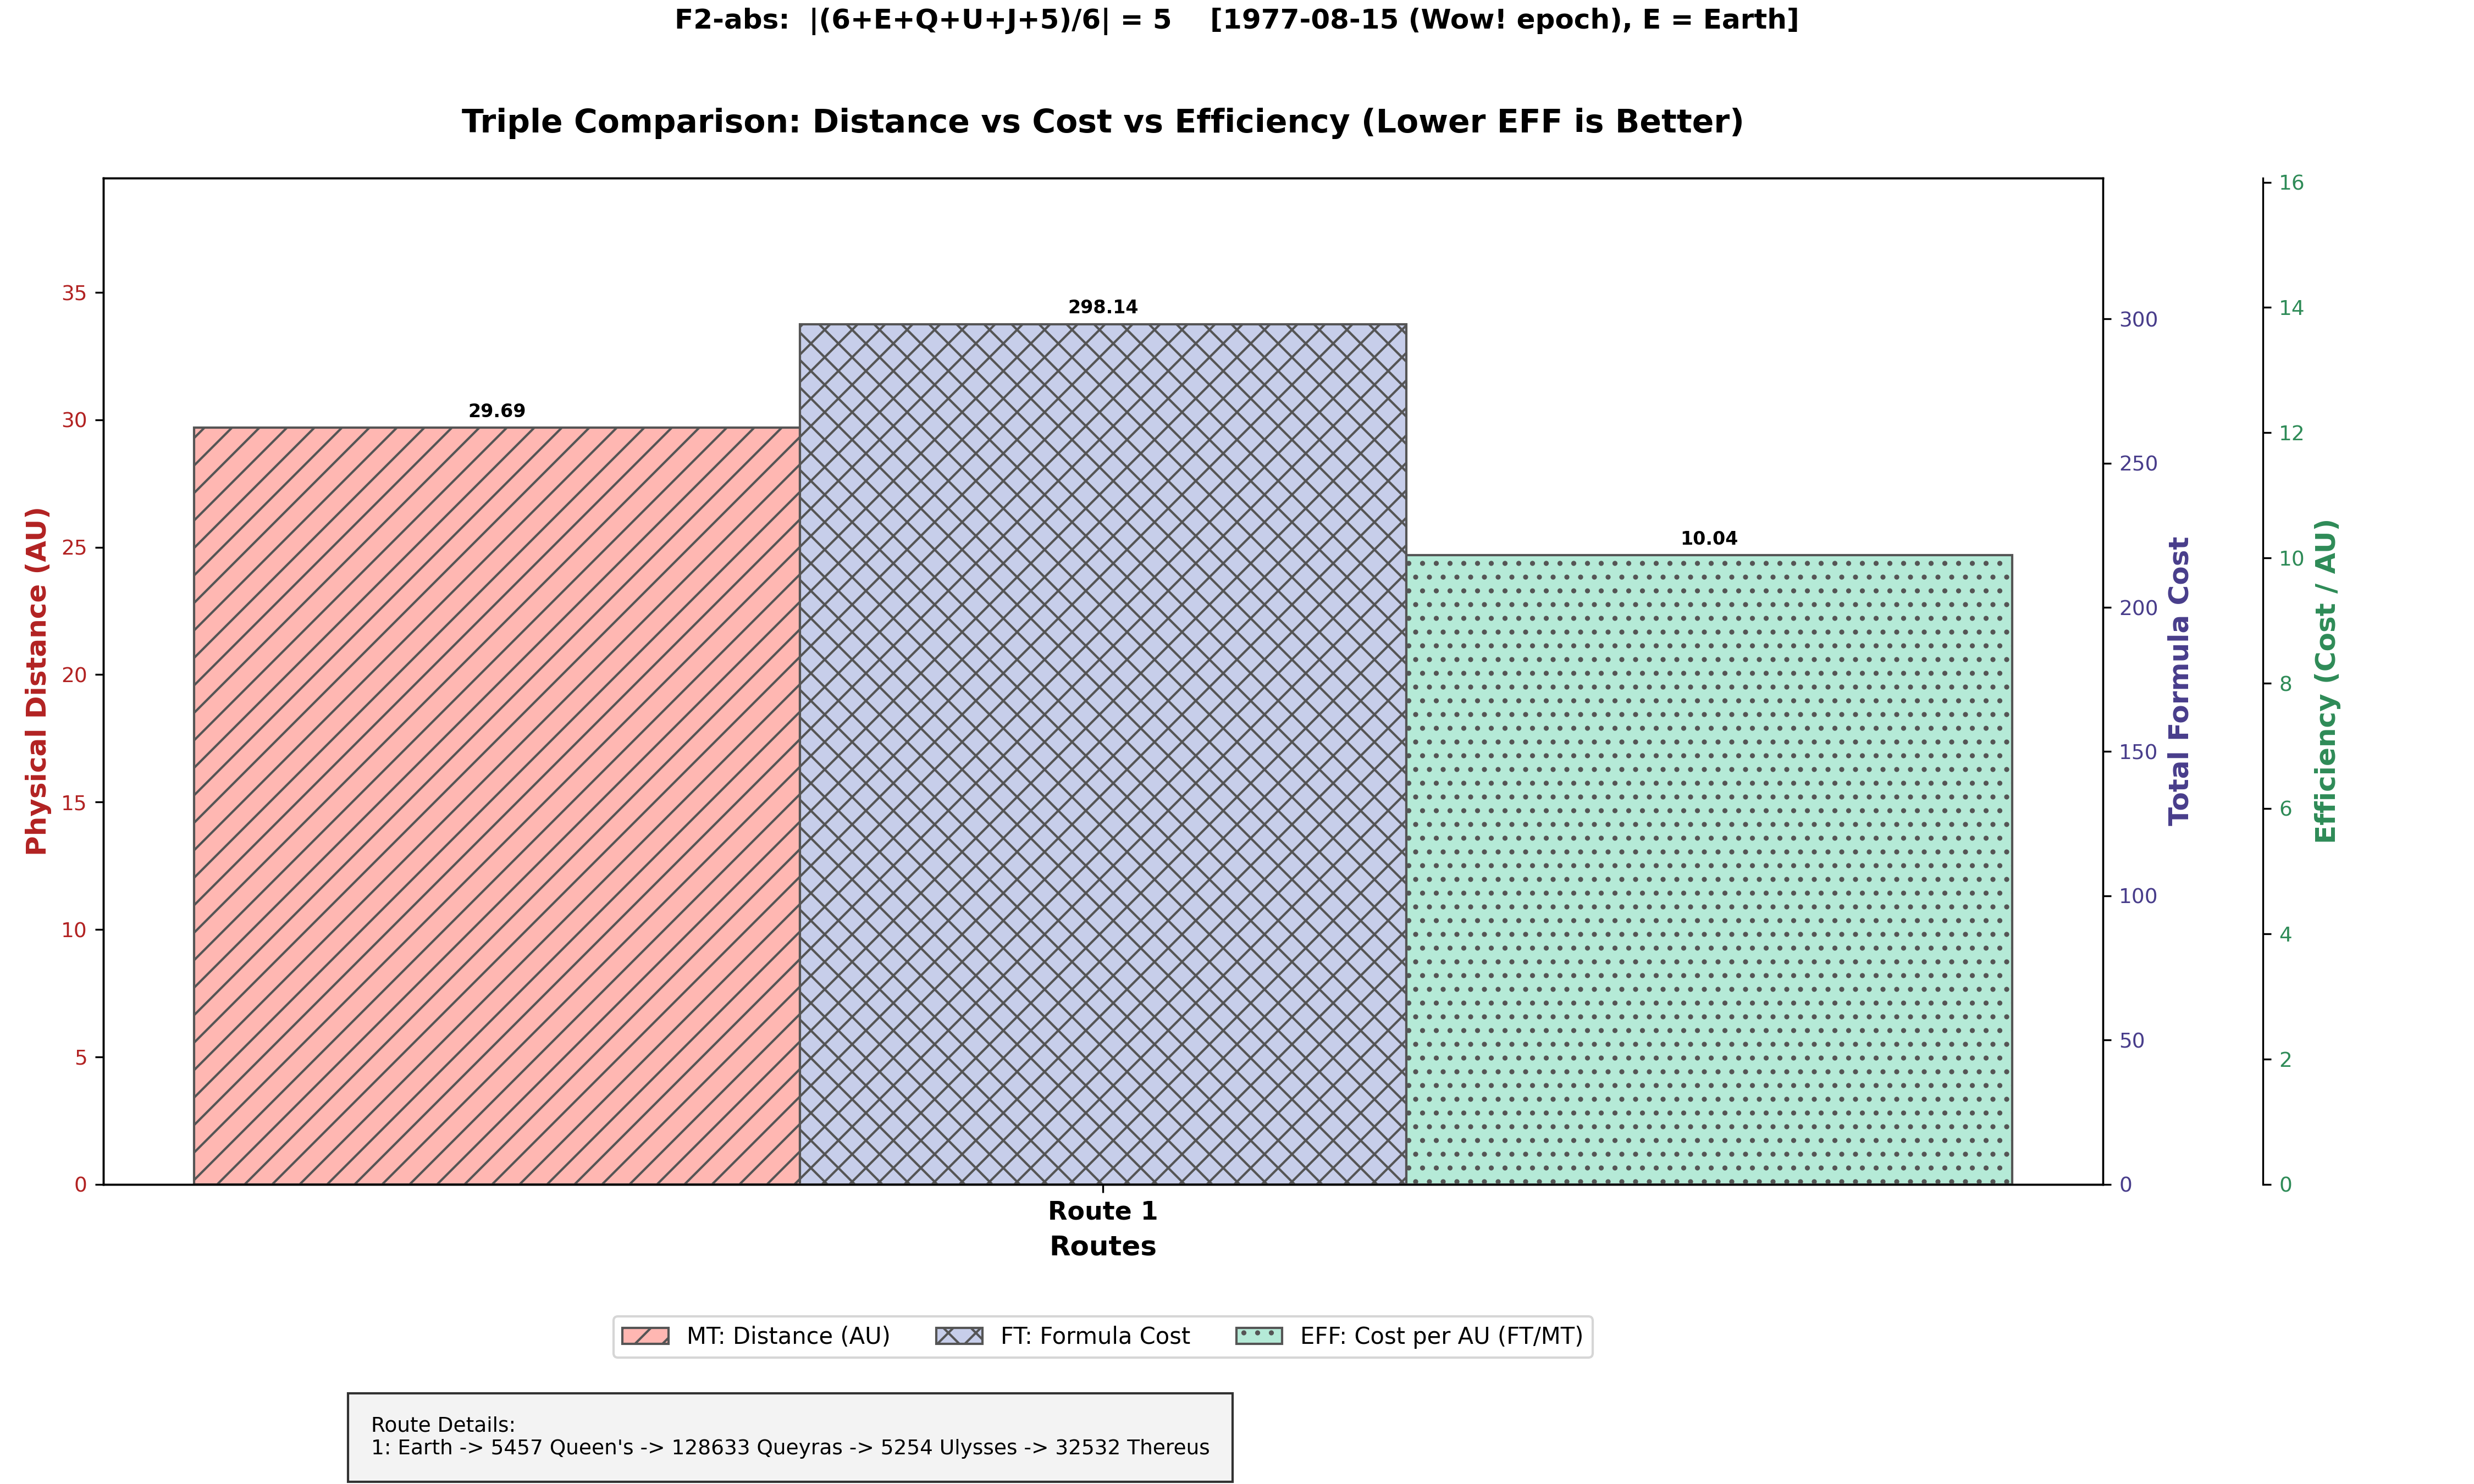 F2-abs:  |(6+E+Q+U+J+5)/6| = 5    [1977-08-15 (Wow! epoch), E = Earth]
Triple Comparison: Distance vs Cost vs Efficiency (Lower EFF is Better)
Physical Distance (AU)
35
30
25
20
15
10
5
0
29.69
298.14
10.04
300
250
200
150
100
50
0
Total Formula Cost
16
14
12
10
8
6
4
2
0
Efficiency (Cost / AU)
Route 1
Routes
MT: Distance (AU)
FT: Formula Cost
EFF: Cost per AU (FT/MT)
Route Details:
1: Earth -> 5457 Queen's -> 128633 Queyras -> 5254 Ulysses -> 32532 Thereus